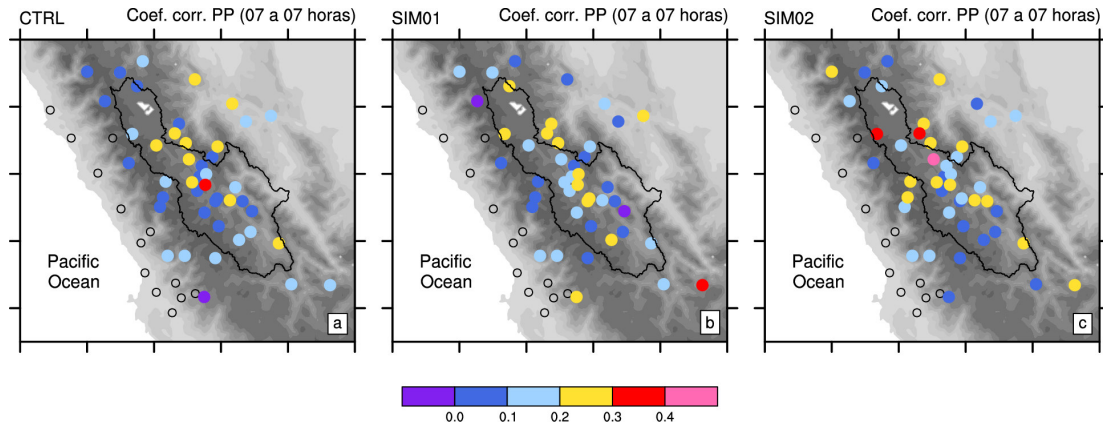 CTRL Coef. corr. PP (07 a 07 horas)
Pacific
Ocean
a
SIM01 Coef. corr. PP (07 a 07 horas)
Pacific
Ocean
b
SIM02 Coef. corr. PP (07 a 07 horas)
Pacific
Ocean
c
0.0 0.1 0.2 0.3 0.4